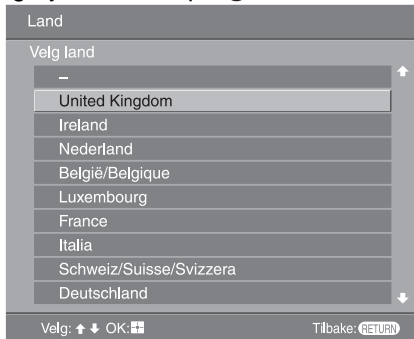 Land
Velg land
–
United Kingdom
Ireland
Nederland
België/Belgique
Luxembourg
France
Italia
Schweiz/Suisse/Svizzera
Deutschland
Velg: OK: Tilbake: RETURN